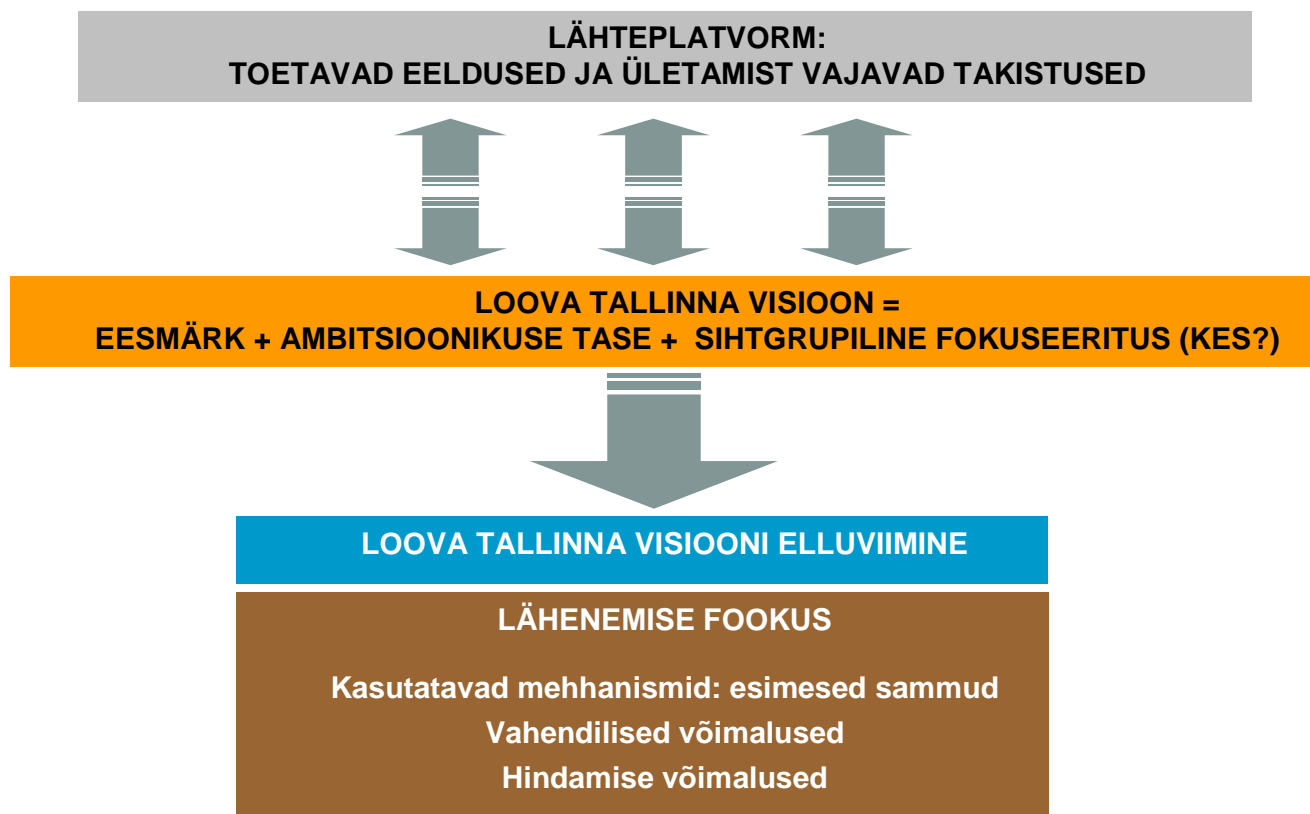 LÄHTEPLATVORM:
TOETAVAD EELDUSED JA ÜLETAMIST VAJAVAD TAKISTUSED
LOOVA TALLINNA VISIOON =
EESMÄRK + AMBITSIOONIKUSE TASE + SIHTGRUPILINE FOKUSEERITUS (KES?)
LOOVA TALLINNA VISIOONI ELLUVIIMINE
LÄHENEMISE FOOKUS
Kasutatavad mehhanismid: esimesed sammud
Vahendilised võimalused
Hindamise võimalused